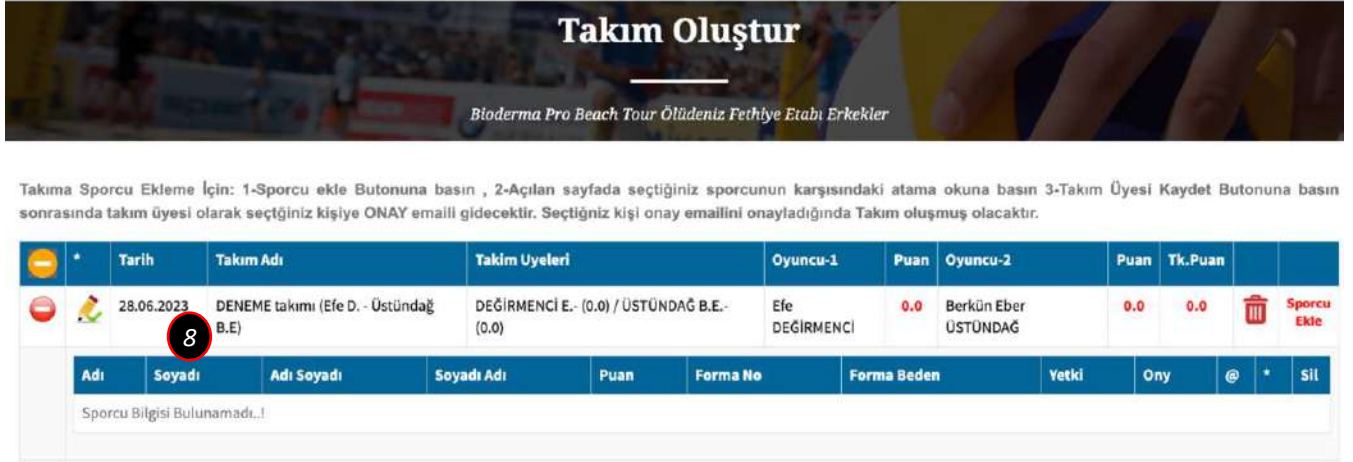 Takım Oluştur
Bioderma Pro Beach Tour Ölüdeniz Fethiye Etabı Erkekler
Takıma Sporcu Ekleme İçin: 1-Sporcu ekle Butonuna basın , 2-Açılan sayfada seçtiğiniz sporcunun karşısındaki atama okuna basın 3-Takım Üyesi Kaydet Butonuna basın
sonrasında takım üyesi olarak seçtğiniz kişiye ONAY emaili gidecektir. Seçtiğniz kişi onay emailini onayladığında Takım oluşmuş olacaktır.
* Tarih Takım Adı Takim Uyeleri Oyuncu-1 Puan Oyuncu-2 Puan Tk.Puan
28.06.2023 DENEME takımı (Efe D. - Üstündağ DEĞİRMENCİ E.- (0.0) / ÜSTÜNDAĞ B.E.- Efe 0.0 Berkün Eber 0.0 0.0 Sporcu
B.E) (0.0) DEĞİRMENCİ ÜSTÜNDAĞ Ekle
8
Adı Soyadı Adı Soyadı Soyadı Adı Puan Forma No Forma Beden Yetki Ony @ * Sil
Sporcu Bilgisi Bulunamadı..!